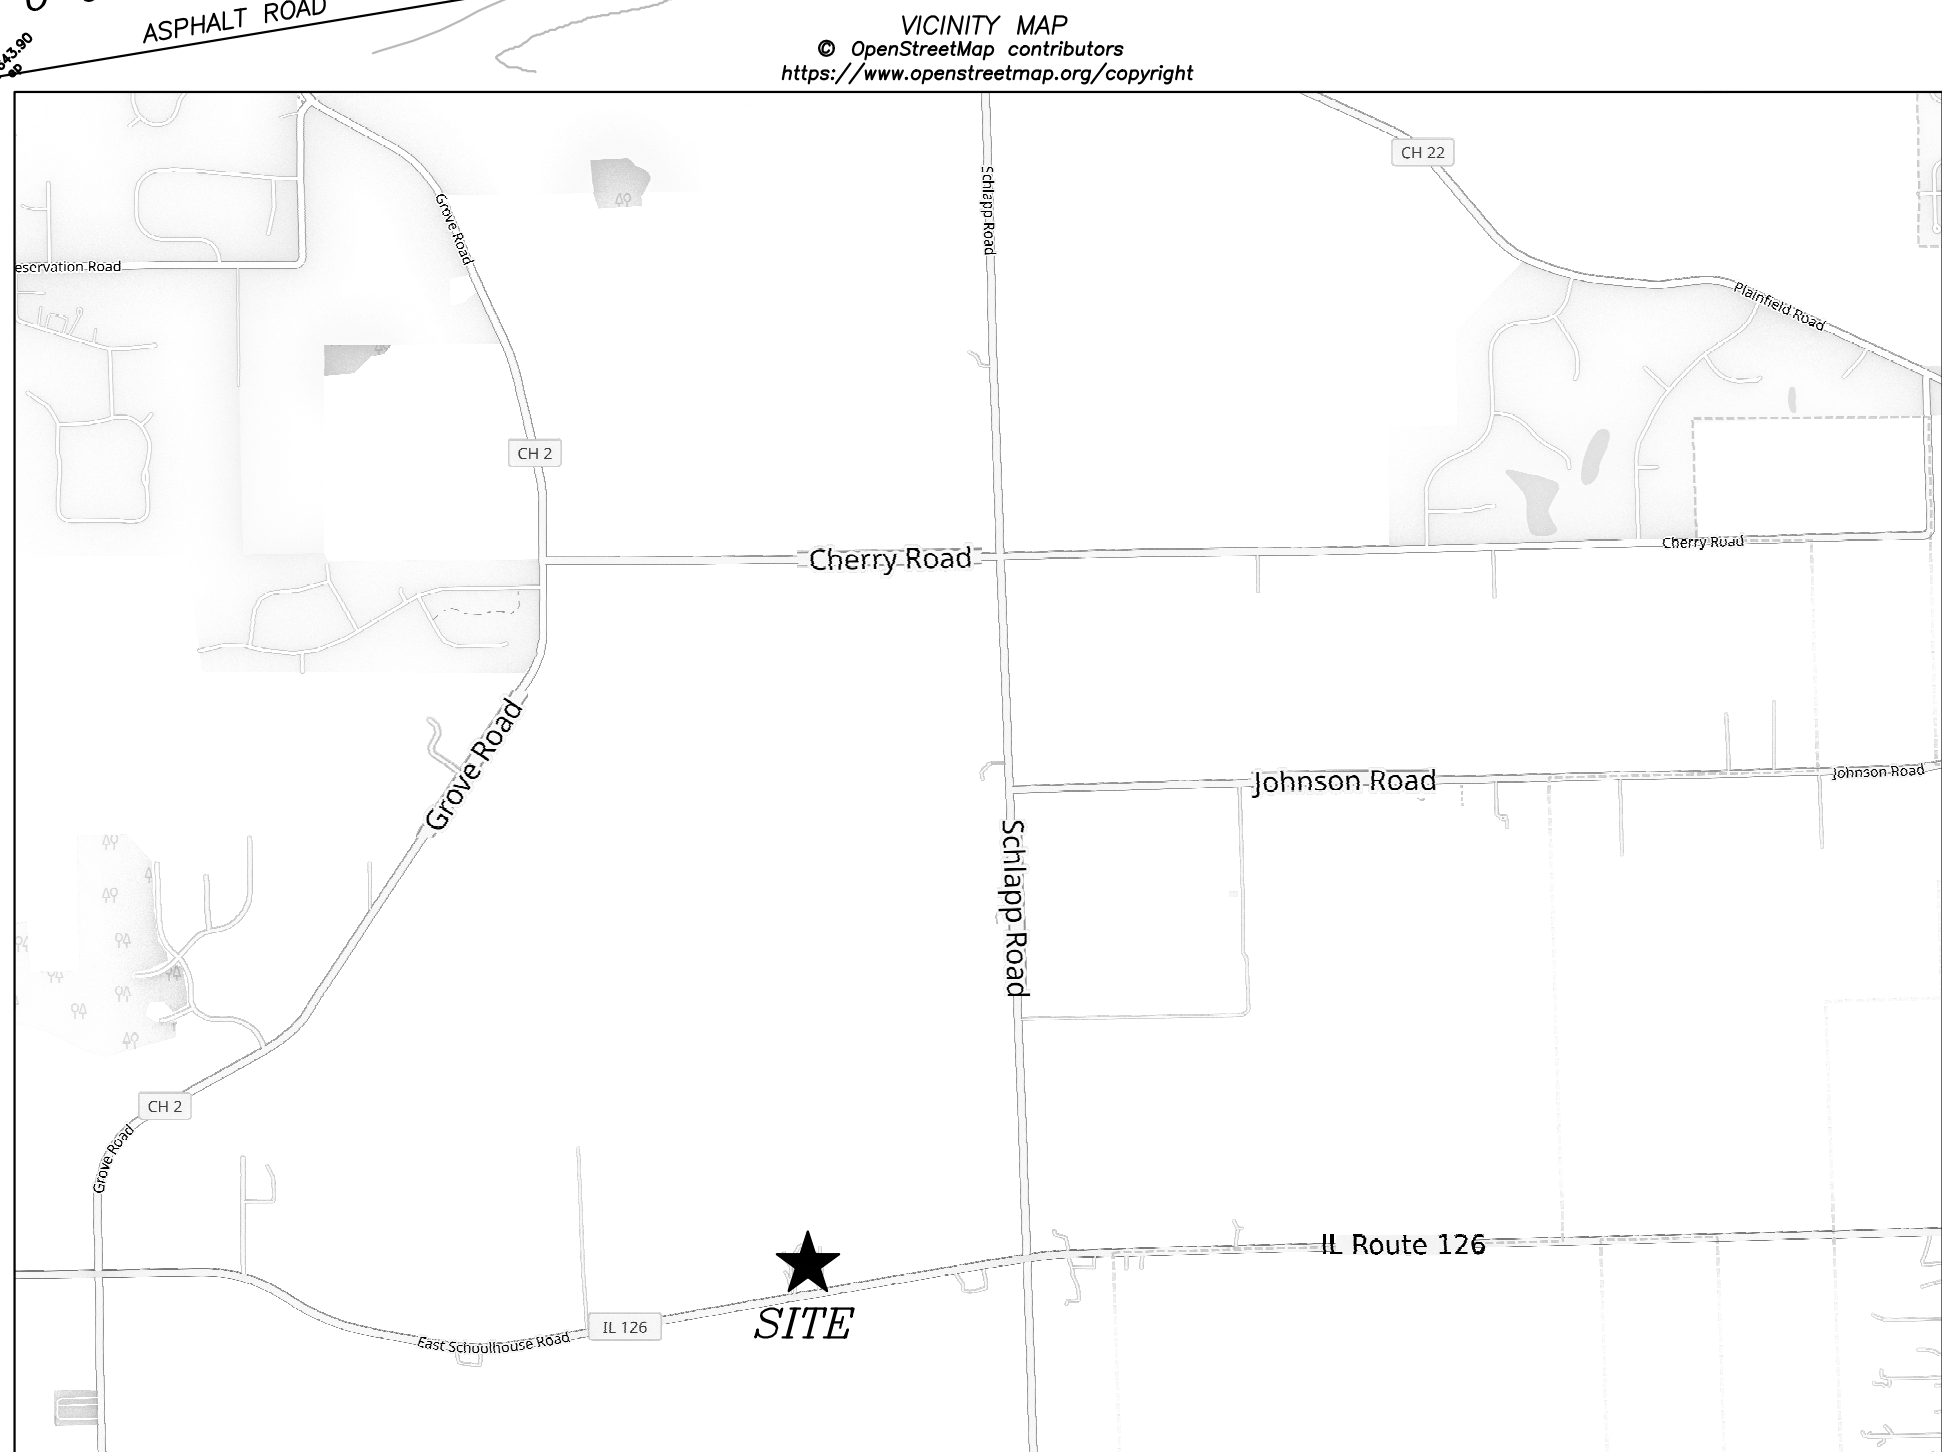 ASPHALT ROAD
VICINITY MAP
© OpenStreetMap contributors
https://www.openstreetmap.org/copyright
CH 22
Schlapp Road
Grove Road
eservation Road
Plainfield Road
CH 2
Cherry Road
Cherry Road
Grove Road
Johnson Road
Johnson Road
Schlapp Road
CH 2
Grove Road
IL Route 126
SITE
IL 126
East Schoolhouse Road